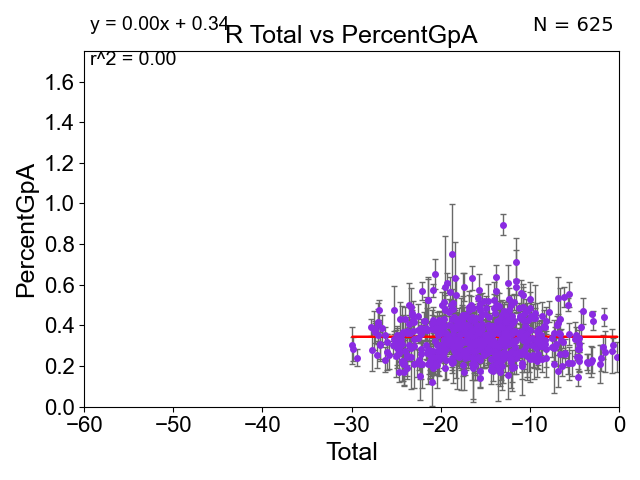 y = 0.00x + 0.34
N = 625
R Total vs PercentGpA
r^2 = 0.00
PercentGpA
1.6
1.4
1.2
1.0
0.8
0.6
0.4
0.2
0.0
−60
−50
−40
−30
−20
−10
0
Total